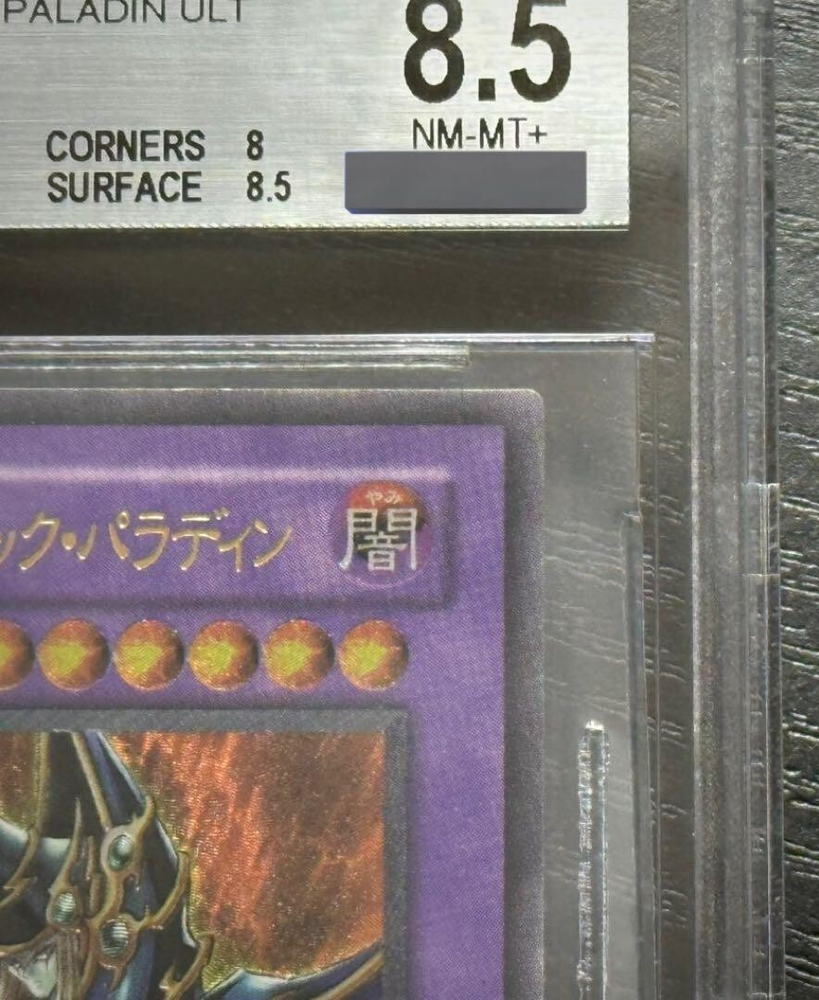 PALADIN ULT
8.5
NM-MT+
CORNERS 8
SURFACE 8.5
ック・パラディン
やみ
闇